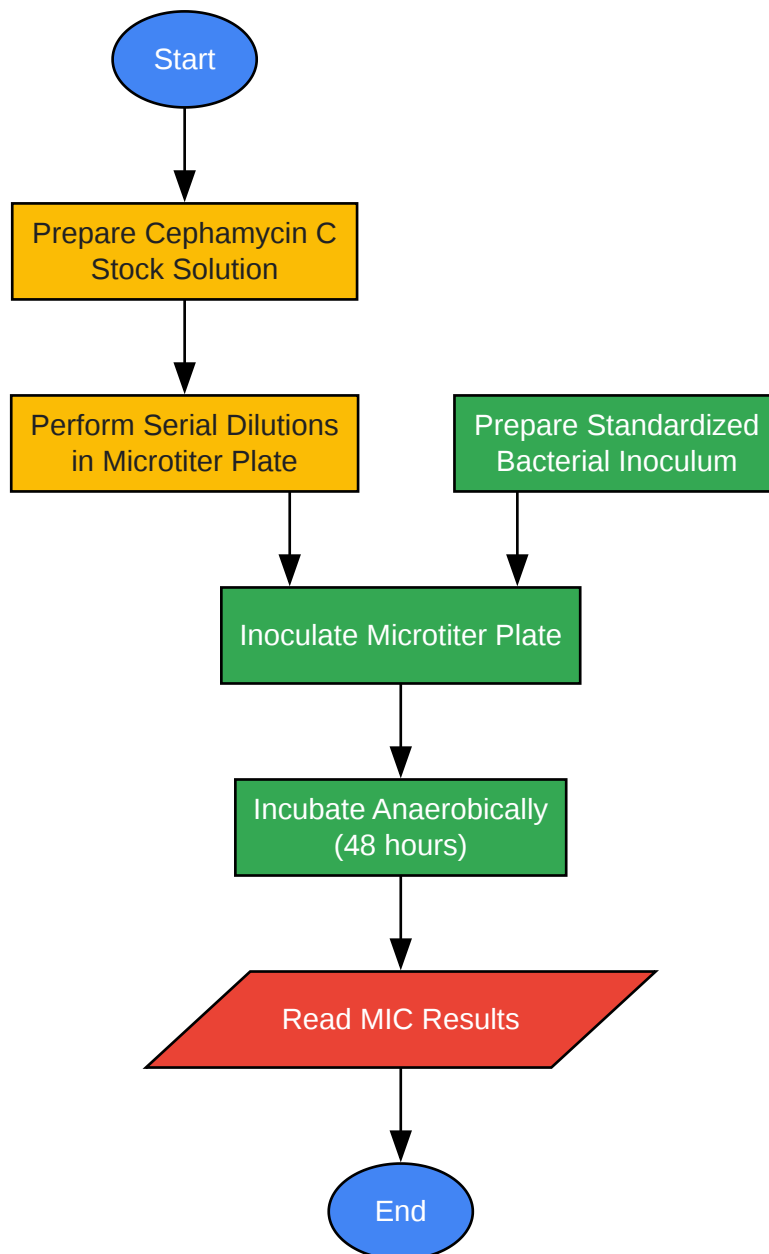 Start
Prepare Cephamycin C
Stock Solution
Perform Serial Dilutions
in Microtiter Plate
Prepare Standardized
Bacterial Inoculum
Inoculate Microtiter Plate
Incubate Anaerobically
(48 hours)
Read MIC Results
End